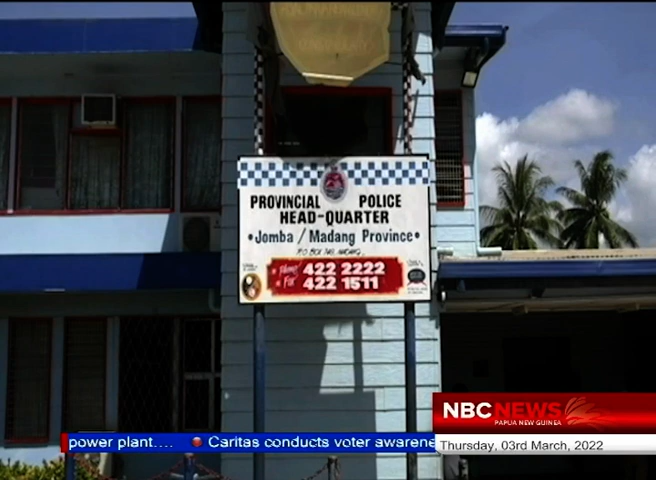 PROVINCIAL POLICE
HEAD-QUARTER
•Jomba / Madang Province•
Phone: 422 2222
Fax: 422 1511
NBC NEWS
PAPUA NEW GUINEA
power plant.... Caritas conducts voter awarene
Thursday, 03rd March, 2022